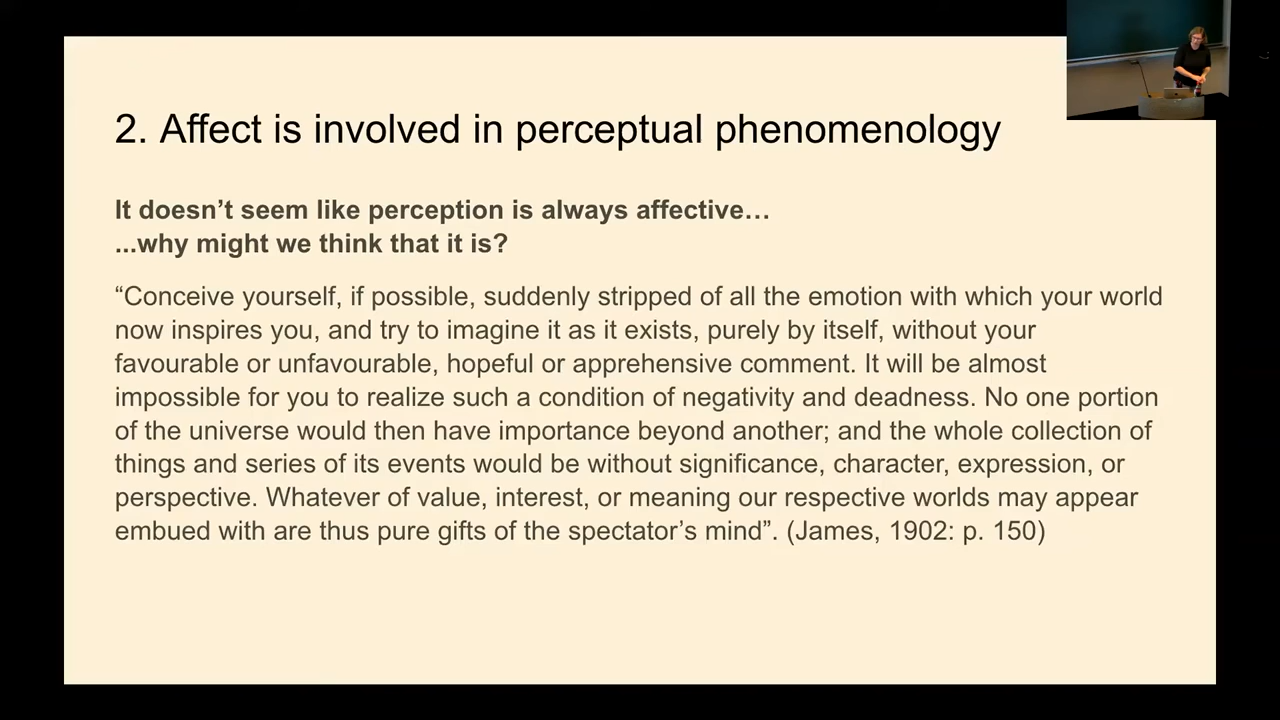 2. Affect is involved in perceptual phenomenology
It doesn’t seem like perception is always affective…
...why might we think that it is?
“Conceive yourself, if possible, suddenly stripped of all the emotion with which your world
now inspires you, and try to imagine it as it exists, purely by itself, without your
favourable or unfavourable, hopeful or apprehensive comment. It will be almost
impossible for you to realize such a condition of negativity and deadness. No one portion
of the universe would then have importance beyond another; and the whole collection of
things and series of its events would be without significance, character, expression, or
perspective. Whatever of value, interest, or meaning our respective worlds may appear
embued with are thus pure gifts of the spectator’s mind”. (James, 1902: p. 150)